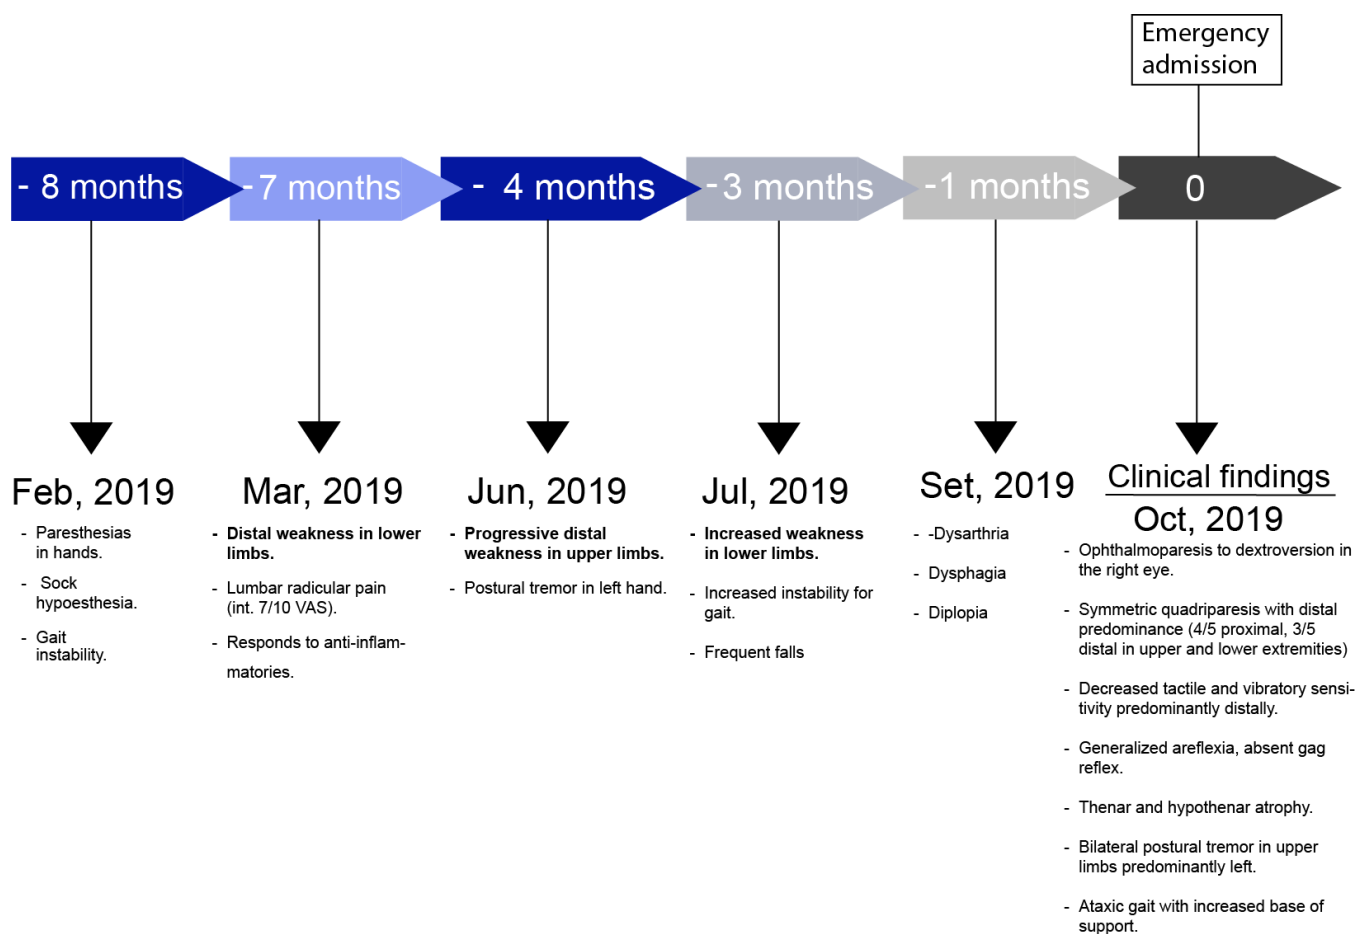 Emergency
admission
- 8 months
-7 months
- 4 months
-3 months
-1 months
0
Feb, 2019
- Paresthesias
in hands.
- Sock
hypoesthesia.
- Gait
instability.
Mar, 2019
- Distal weakness in lower
limbs.
- Lumbar radicular pain
(int. 7/10 VAS).
- Responds to anti-inflam-
matories.
Jun, 2019
- Progressive distal
weakness in upper limbs.
- Postural tremor in left hand.
Jul, 2019
- Increased weakness
in lower limbs.
- Increased instability for
gait.
- Frequent falls
Set, 2019
- -Dysarthria
- Dysphagia
- Diplopia
Clinical findings
Oct, 2019
- Ophthalmoparesis to dextroversion in
the right eye.
- Symmetric quadriparesis with distal
predominance (4/5 proximal, 3/5
distal in upper and lower extremities)
- Decreased tactile and vibratory sensi-
tivity predominantly distally.
- Generalized areflexia, absent gag
reflex.
- Thenar and hypothenar atrophy.
- Bilateral postural tremor in upper
limbs predominantly left.
- Ataxic gait with increased base of
support.